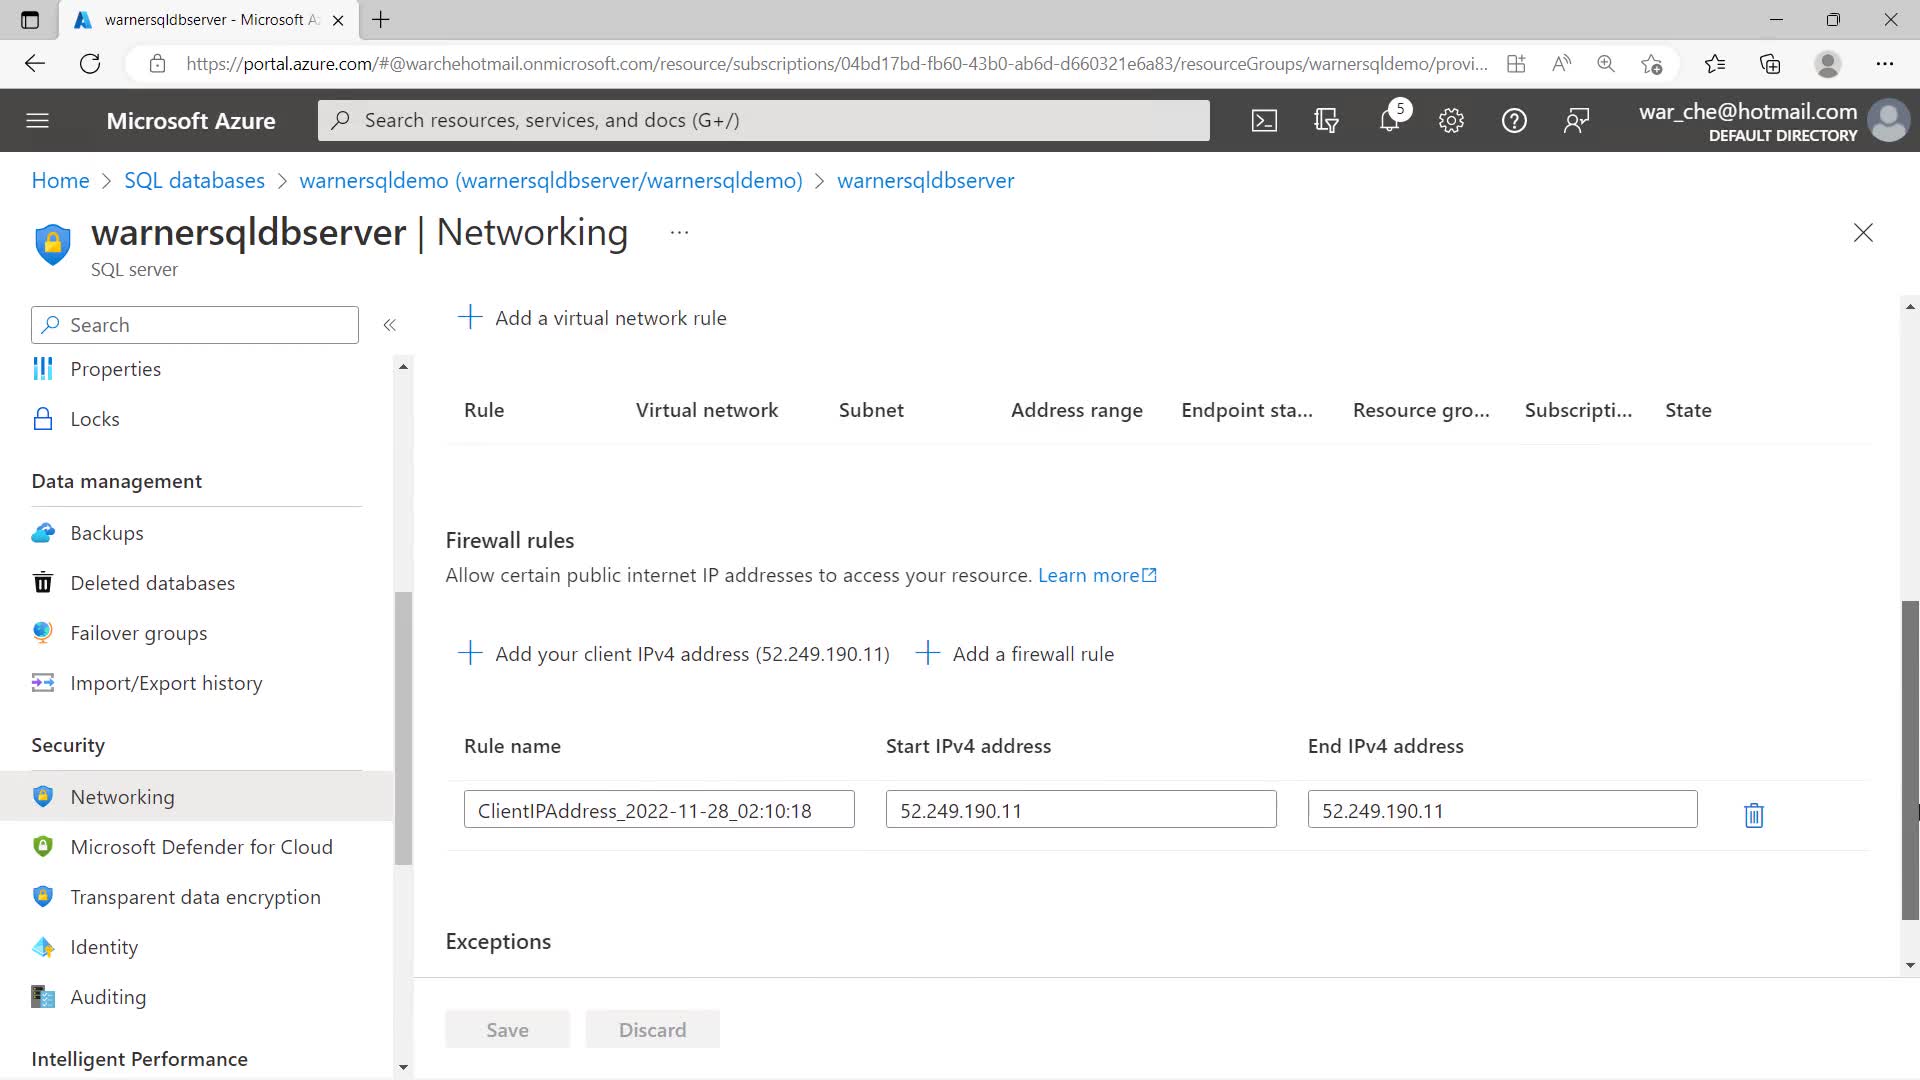 warnersqldbserver - Microsoft A
https://portal.azure.com/#@warchehotmail.onmicrosoft.com/resource/subscriptions/04bd17bd-fb60-43b0-ab6d-d660321e6a83/resourceGroups/warnersqldemo/provi...
Microsoft Azure
Search resources, services, and docs (G+/)
5
war_che@hotmail.com
DEFAULT DIRECTORY
Home > SQL databases > warnersqldemo (warnersqldbserver/warnersqldemo) > warnersqldbserver
warnersqldbserver | Networking ...
SQL server
Search
Properties
Locks
Data management
Backups
Deleted databases
Failover groups
Import/Export history
Security
Networking
Microsoft Defender for Cloud
Transparent data encryption
Identity
Auditing
Intelligent Performance
Add a virtual network rule
Rule Virtual network Subnet Address range Endpoint sta... Resource gro... Subscripti... State
Firewall rules
Allow certain public internet IP addresses to access your resource. Learn more
Add your client IPv4 address (52.249.190.11) Add a firewall rule
Rule name Start IPv4 address End IPv4 address
ClientIPAddress_2022-11-28_02:10:18 52.249.190.11 52.249.190.11
Exceptions
Save Discard